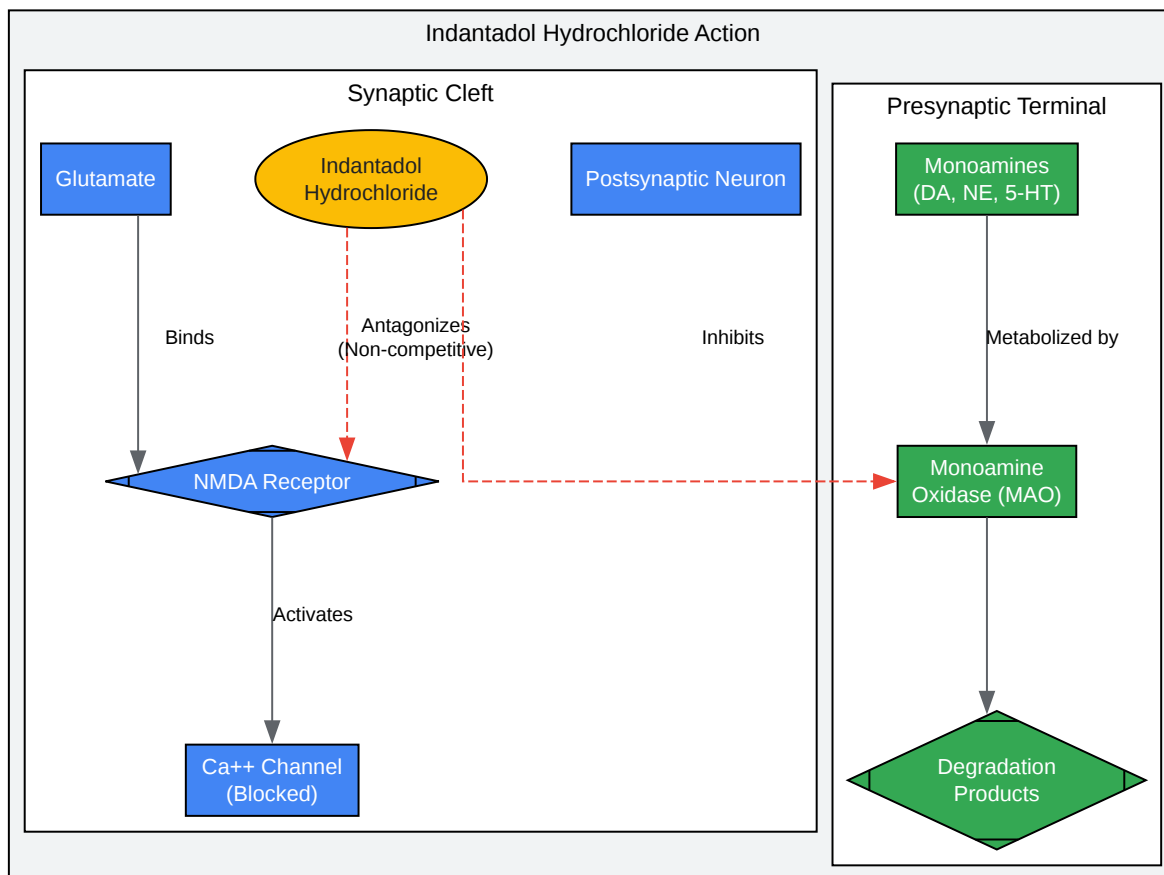 Indantadol Hydrochloride Action
Synaptic Cleft
Presynaptic Terminal
Glutamate
Indantadol
Hydrochloride
Postsynaptic Neuron
Monoamines
(DA, NE, 5-HT)
Binds
Antagonizes
(Non-competitive)
Inhibits
Metabolized by
NMDA Receptor
Monoamine
Oxidase (MAO)
Activates
Ca++ Channel
(Blocked)
Degradation
Products